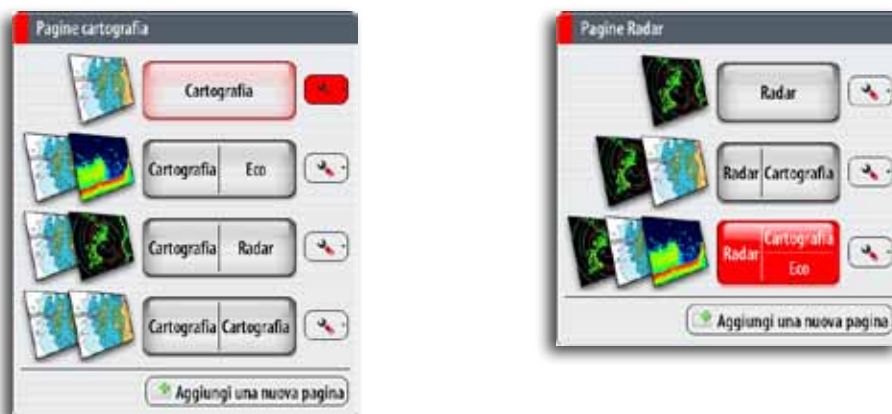 Pagine cartografia
Cartografia
Cartografia Eco
Cartografia Radar
Cartografia Cartografia
Aggiungi una nuova pagina
Pagine Radar
Radar
Radar Cartografia
Radar Cartografia
Eco
Aggiungi una nuova pagina